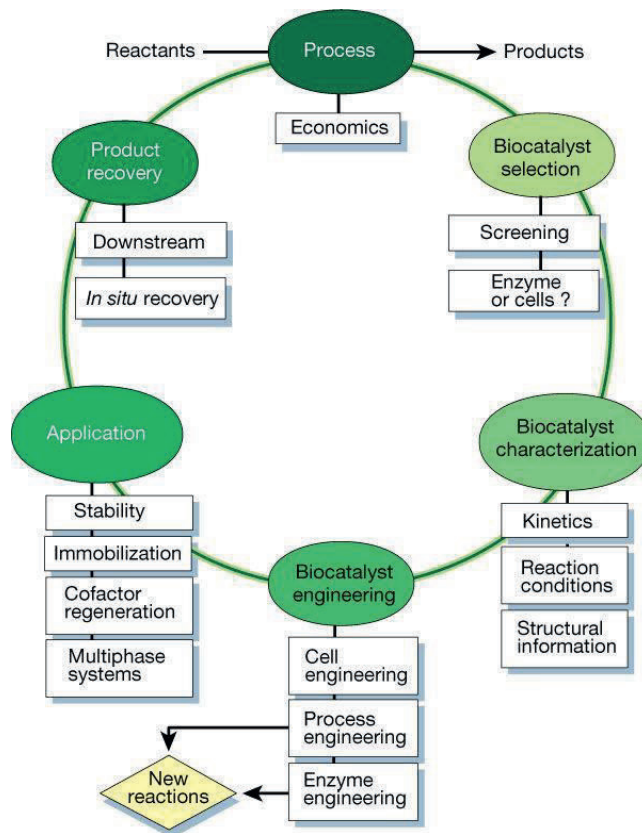 Reactants
Process
Products
Economics
Biocatalyst
selection
Screening
Enzyme
or cells ?
Biocatalyst
characterization
Kinetics
Reaction
conditions
Structural
information
Biocatalyst
engineering
Cell
engineering
Process
engineering
Enzyme
engineering
New
reactions
Application
Stability
Immobilization
Cofactor
regeneration
Multiphase
systems
Product
recovery
Downstream
In situ recovery